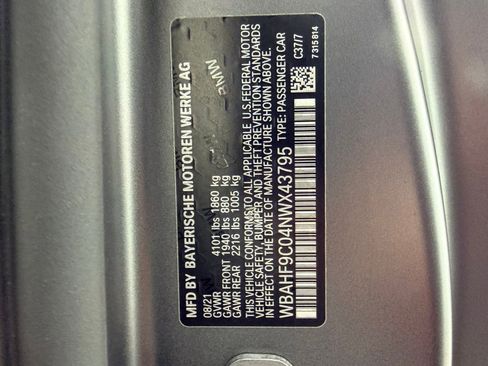 MFD BY BAYERISCHE MOTOREN WERKE AG
08/21
GVWR 4101 lbs 1860 kg
GAWR FRONT 1940 lbs 880 kg
GAWR REAR 2216 lbs 1005 kg
THIS VEHICLE CONFORMS TO ALL APPLICABLE U.S.FEDERAL MOTOR
VEHICLE SAFETY, BUMPER, AND THEFT PREVENTION STANDARDS
IN EFFECT ON THE DATE OF MANUFACTURE SHOWN ABOVE.
WBAHF9C04NWX43795 TYPE: PASSENGER CAR
C37/7
7315814
BMW